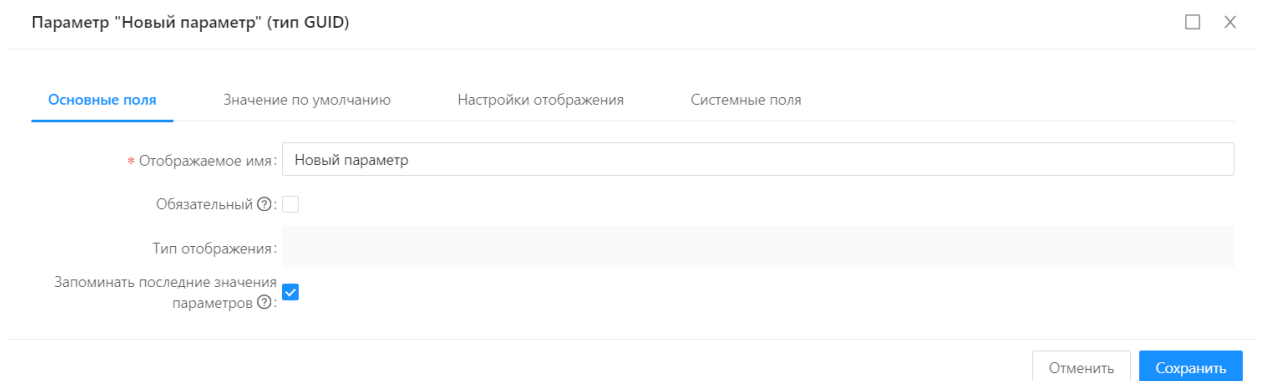 Параметр "Новый параметр" (тип GUID)
Основные поля Значение по умолчанию Настройки отображения Системные поля
* Отображаемое имя: Новый параметр
Обязательный ?:
Тип отображения:
Запоминать последние значения
параметров ?:
Отменить Сохранить